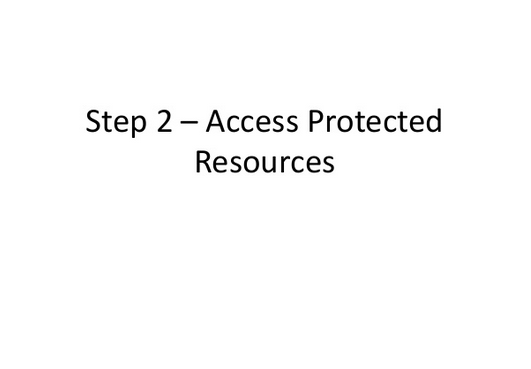 Step 2 – Access Protected
Resources